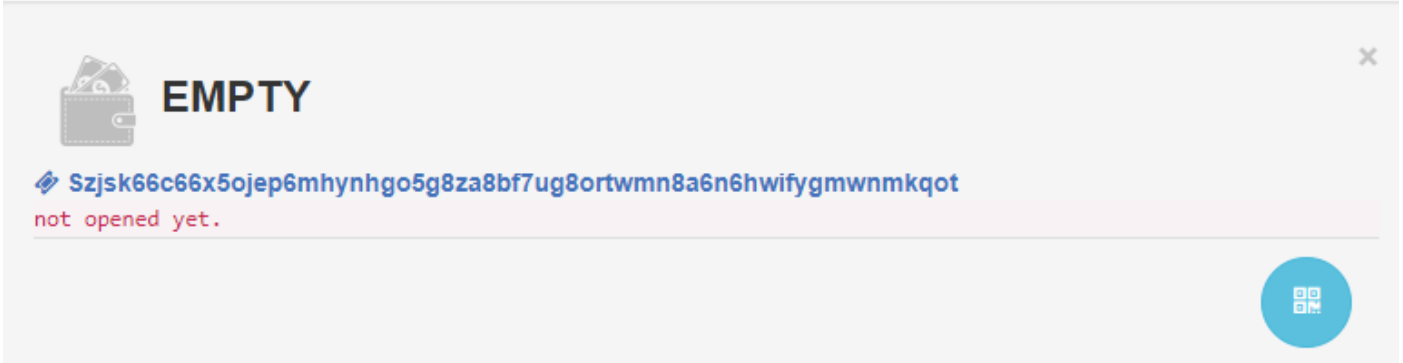 EMPTY
Szjsk66c66x5ojep6mhynhgo5g8za8bf7ug8ortwmn8a6n6hwifygmwnmkqot
not opened yet.